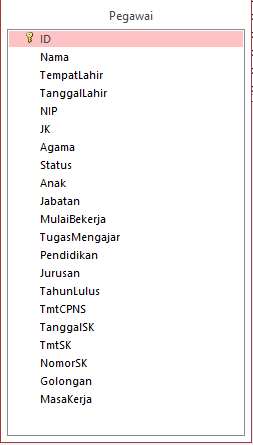 Pegawai
ID
Nama
TempatLahir
TanggalLahir
NIP
JK
Agama
Status
Anak
Jabatan
MulaiBekerja
TugasMengajar
Pendidikan
Jurusan
TahunLulus
TmtCPNS
TanggalSK
TmtSK
NomorSK
Golongan
MasaKerja